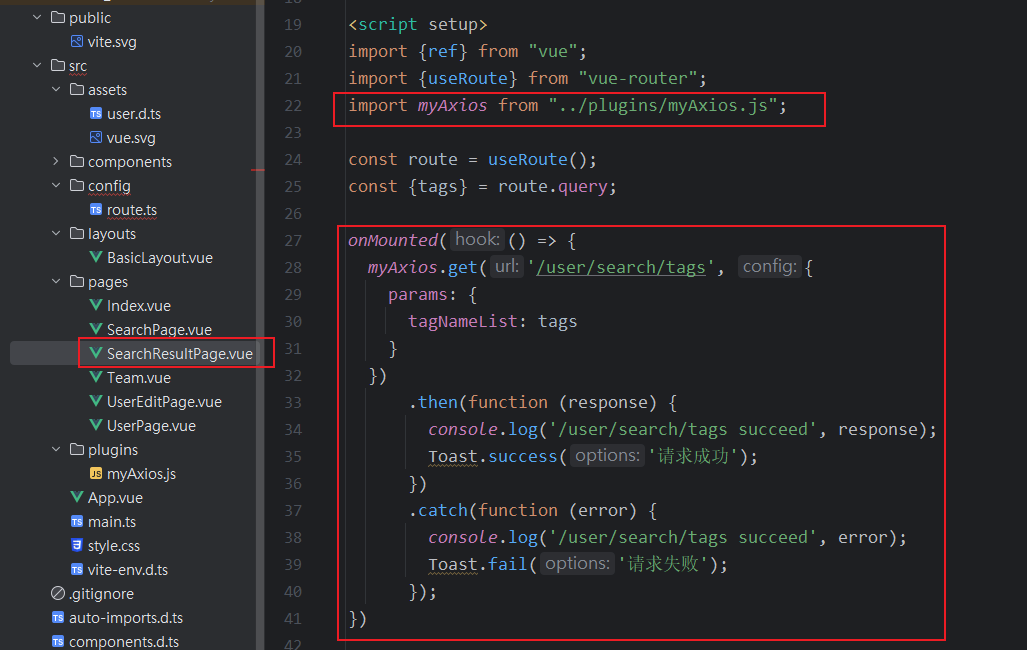 public
vite.svg
src
assets
user.d.ts
vue.svg
components
config
route.ts
layouts
BasicLayout.vue
pages
Index.vue
SearchPage.vue
SearchResultPage.vue
Team.vue
UserEditPage.vue
UserPage.vue
plugins
myAxios.js
App.vue
main.ts
style.css
vite-env.d.ts
.gitignore
auto-imports.d.ts
components.d.ts
19 <script setup>
20 import {ref} from "vue";
21 import {useRoute} from "vue-router";
22 import myAxios from "../plugins/myAxios.js";
23
24 const route = useRoute();
25 const {tags} = route.query;
26
27 onMounted( hook: () => {
28 myAxios.get( url: '/user/search/tags', config: {
29 params: {
30 tagNameList: tags
31 }
32 })
33 .then(function (response) {
34 console.log('/user/search/tags succeed', response);
35 Toast.success( options: '请求成功');
36 })
37 .catch(function (error) {
38 console.log('/user/search/tags succeed', error);
39 Toast.fail( options: '请求失败');
40 });
41 })
42